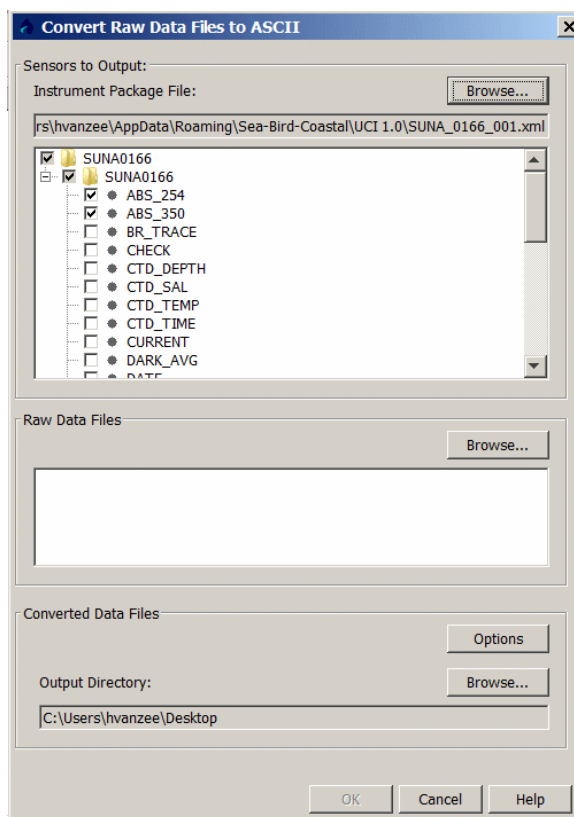 Convert Raw Data Files to ASCII
Sensors to Output:
Instrument Package File:
Browse...
rs\hvanzee\AppData\Roaming\Sea-Bird-Coastal\UCI 1.0\SUNA_0166_001.xml
SUNA0166
SUNA0166
ABS_254
ABS_350
BR_TRACE
CHECK
CTD_DEPTH
CTD_SAL
CTD_TEMP
CTD_TIME
CURRENT
DARK_AVG
DATE
Raw Data Files
Browse...
Converted Data Files
Options
Output Directory:
Browse...
C:\Users\hvanzee\Desktop
OK
Cancel
Help